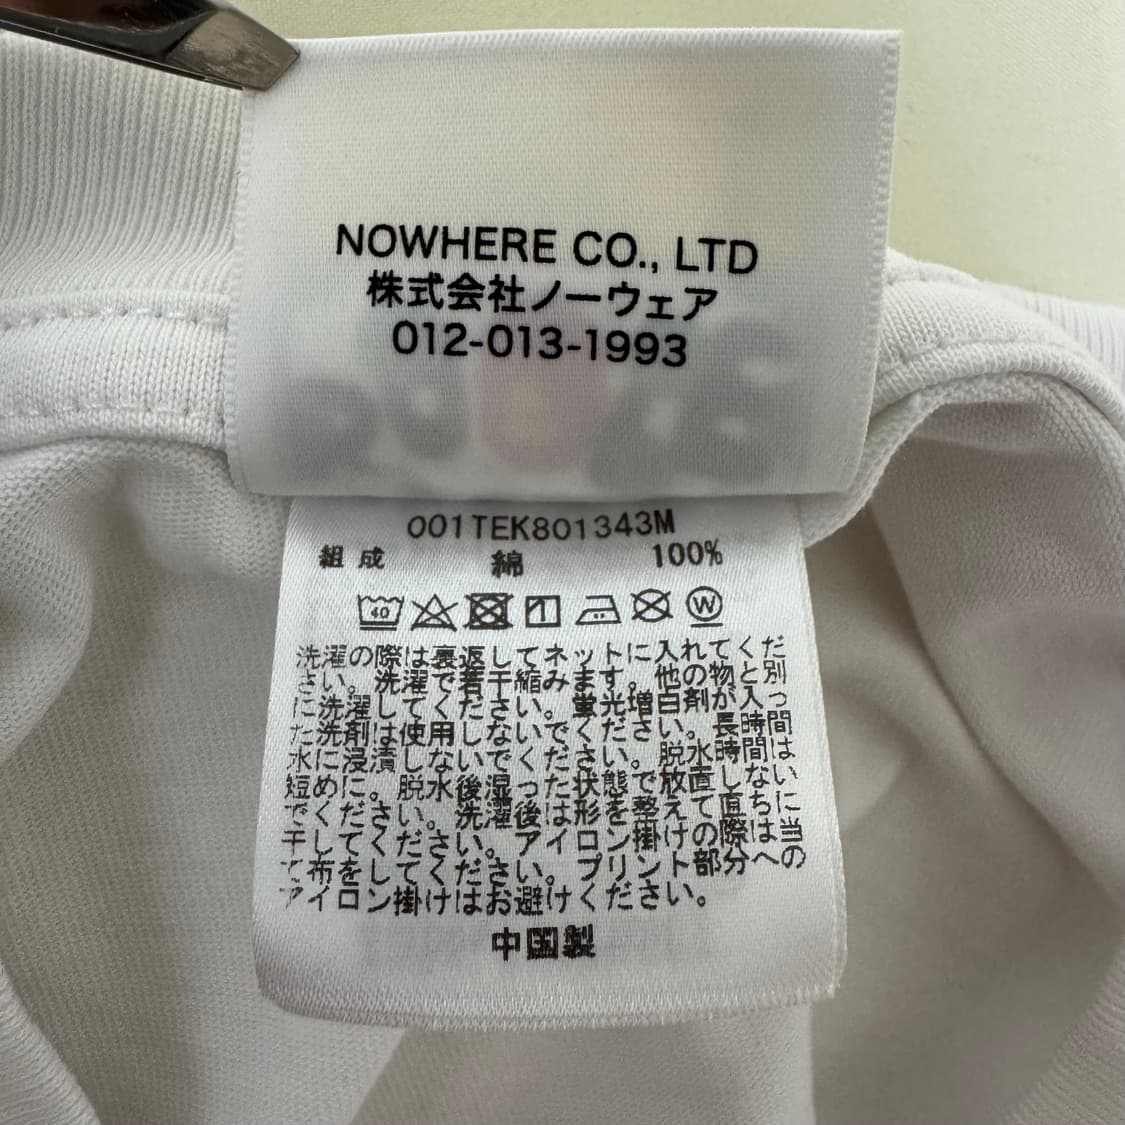 NOWHERE CO., LTD
株式会社ノーウェア
012-013-1993
001TEK801343M
組成 綿 100%
40 1 W
洗濯の際は裏返してネットに入れてくだ
さい。洗濯で若干縮みます。他の物と別
に洗濯してください。蛍光増白剤が入っ
た洗剤は使用しないでください。長時間
水に浸漬しないでください。脱水時間は
短めに。脱水後湿った状態で放置しない
でください。洗濯後は形を整えて直ちに
干してください。アイロン掛けの際は当
て布をしてください。プリント部分への
アイロン掛けはお避けください。
中国製